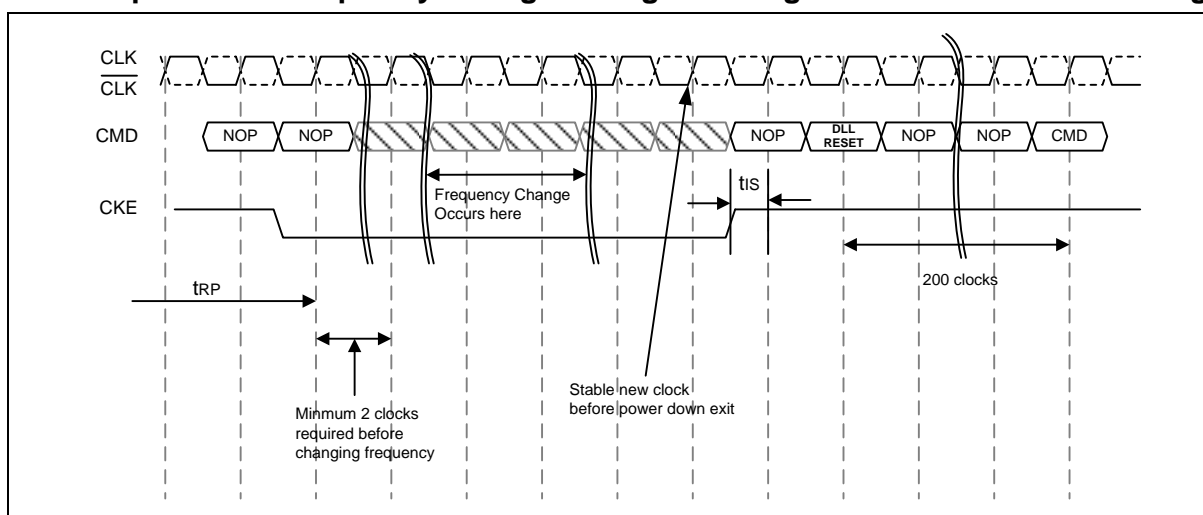 CLK
CLK
CMD
NOP
NOP
NOP
DLL
RESET
NOP
NOP
CMD
Frequency Change
Occurs here
tIS
CKE
200 clocks
tRP
Stable new clock
before power down exit
Minmum 2 clocks
required before
changing frequency